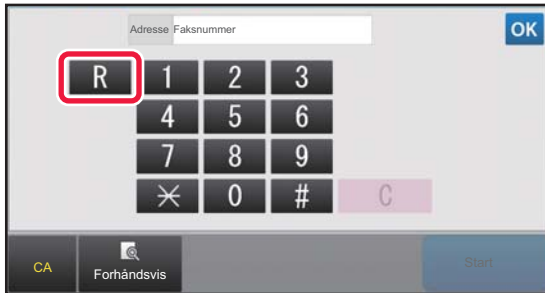 Adresse Faksnummer OK
R 1 2 3
4 5 6
7 8 9
* 0 # C
CA Forhåndsvis Start